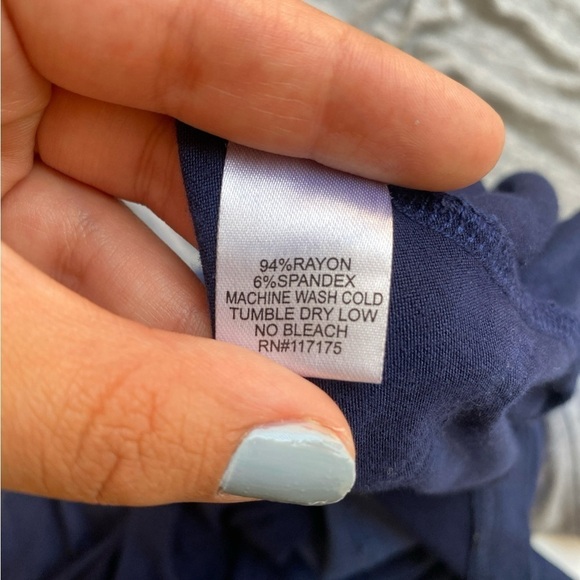 94%RAYON
6%SPANDEX
MACHINE WASH COLD
TUMBLE DRY LOW
NO BLEACH
RN#117175